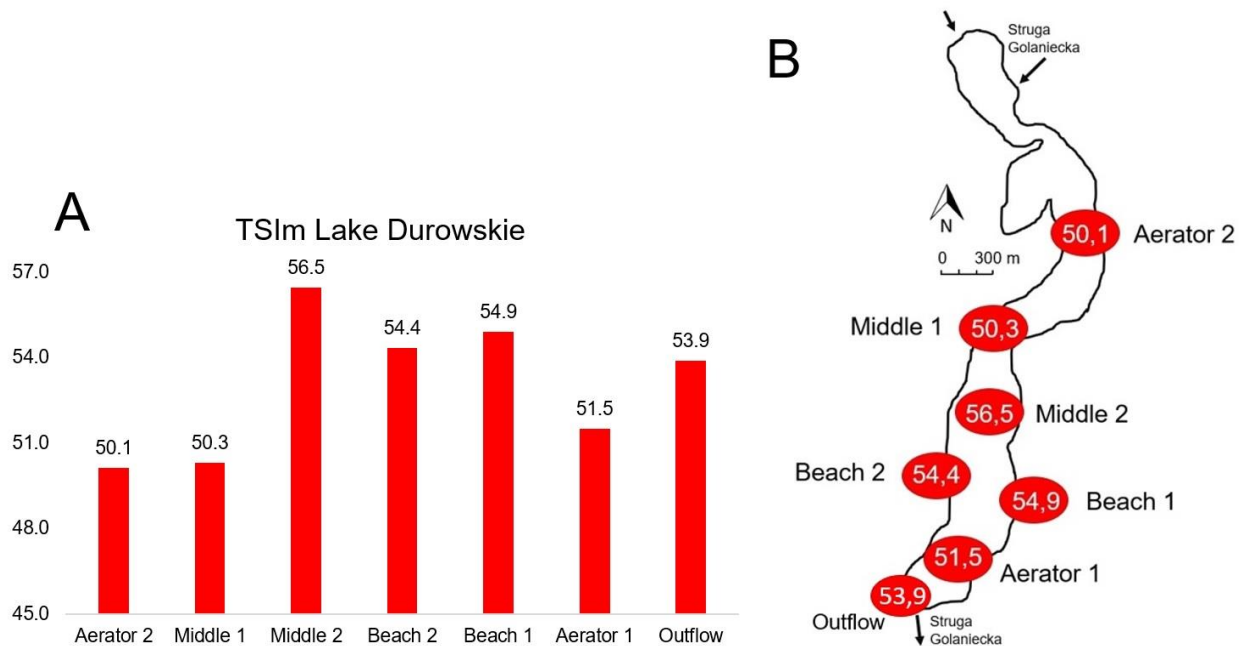 A
TSIm Lake Durowskie
57.0
54.0
51.0
48.0
45.0
50.1
50.3
56.5
54.4
54.9
51.5
53.9
Aerator 2
Middle 1
Middle 2
Beach 2
Beach 1
Aerator 1
Outflow
B
Struga
Golaniecka
N
0 300 m
50,1 Aerator 2
Middle 1 50,3
56,5 Middle 2
Beach 2 54,4
54,9 Beach 1
51,5 Aerator 1
53,9
Outflow
Struga
Golaniecka